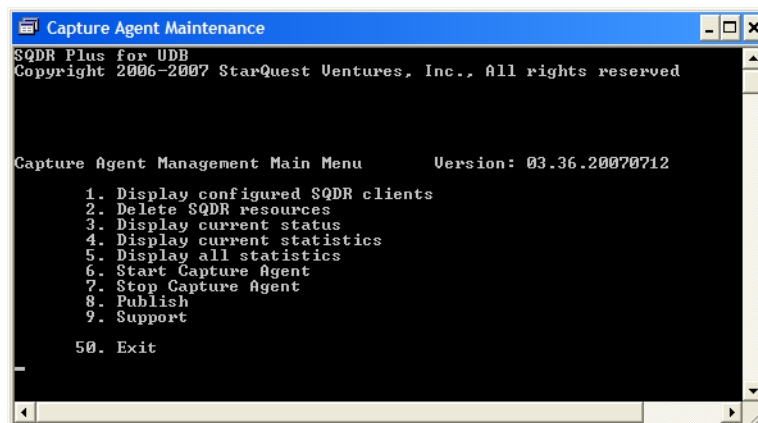 Capture Agent Maintenance
SQDR Plus for UDB
Copyright 2006-2007 StarQuest Ventures, Inc., All rights reserved
Capture Agent Management Main Menu Version: 03.36.20070712
1. Display configured SQDR clients
2. Delete SQDR resources
3. Display current status
4. Display current statistics
5. Display all statistics
6. Start Capture Agent
7. Stop Capture Agent
8. Publish
9. Support
50. Exit